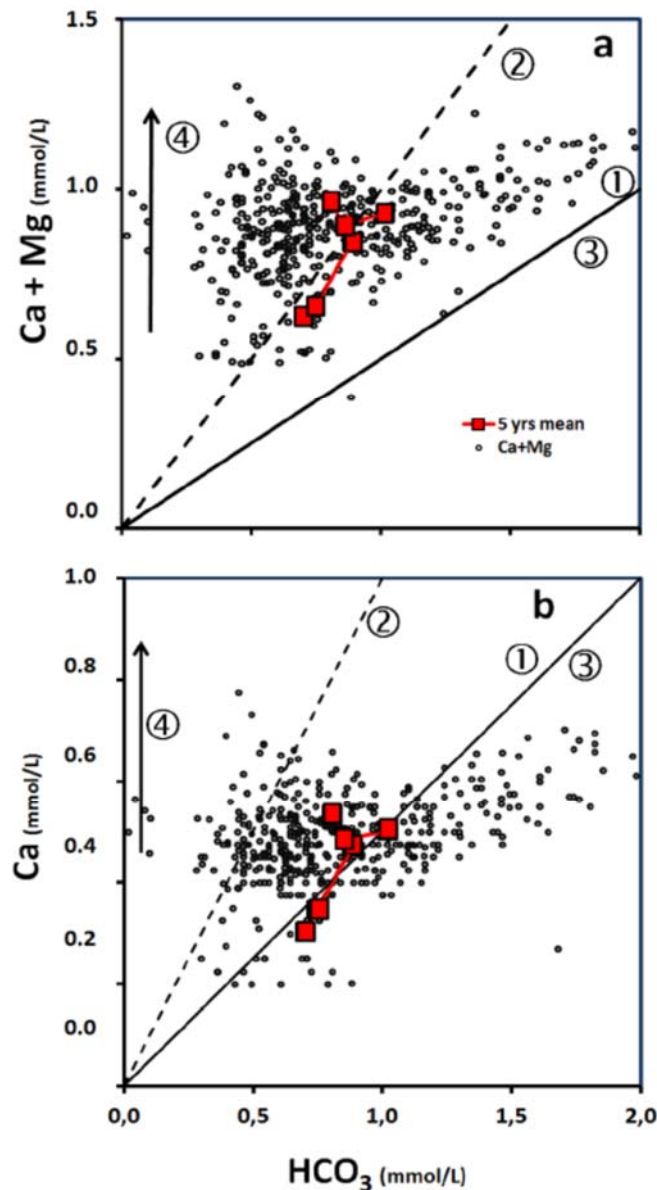 1.5
a
②
④
1.0
①
③
Ca + Mg (mmol/L)
0.5
5 yrs mean
Ca+Mg
0.0
1.0
b
②
①
③
0.8
④
0.6
Ca (mmol/L)
0.4
0.2
0.0
0,0 0,5 1,0 1,5 2,0
HCO₃ (mmol/L)